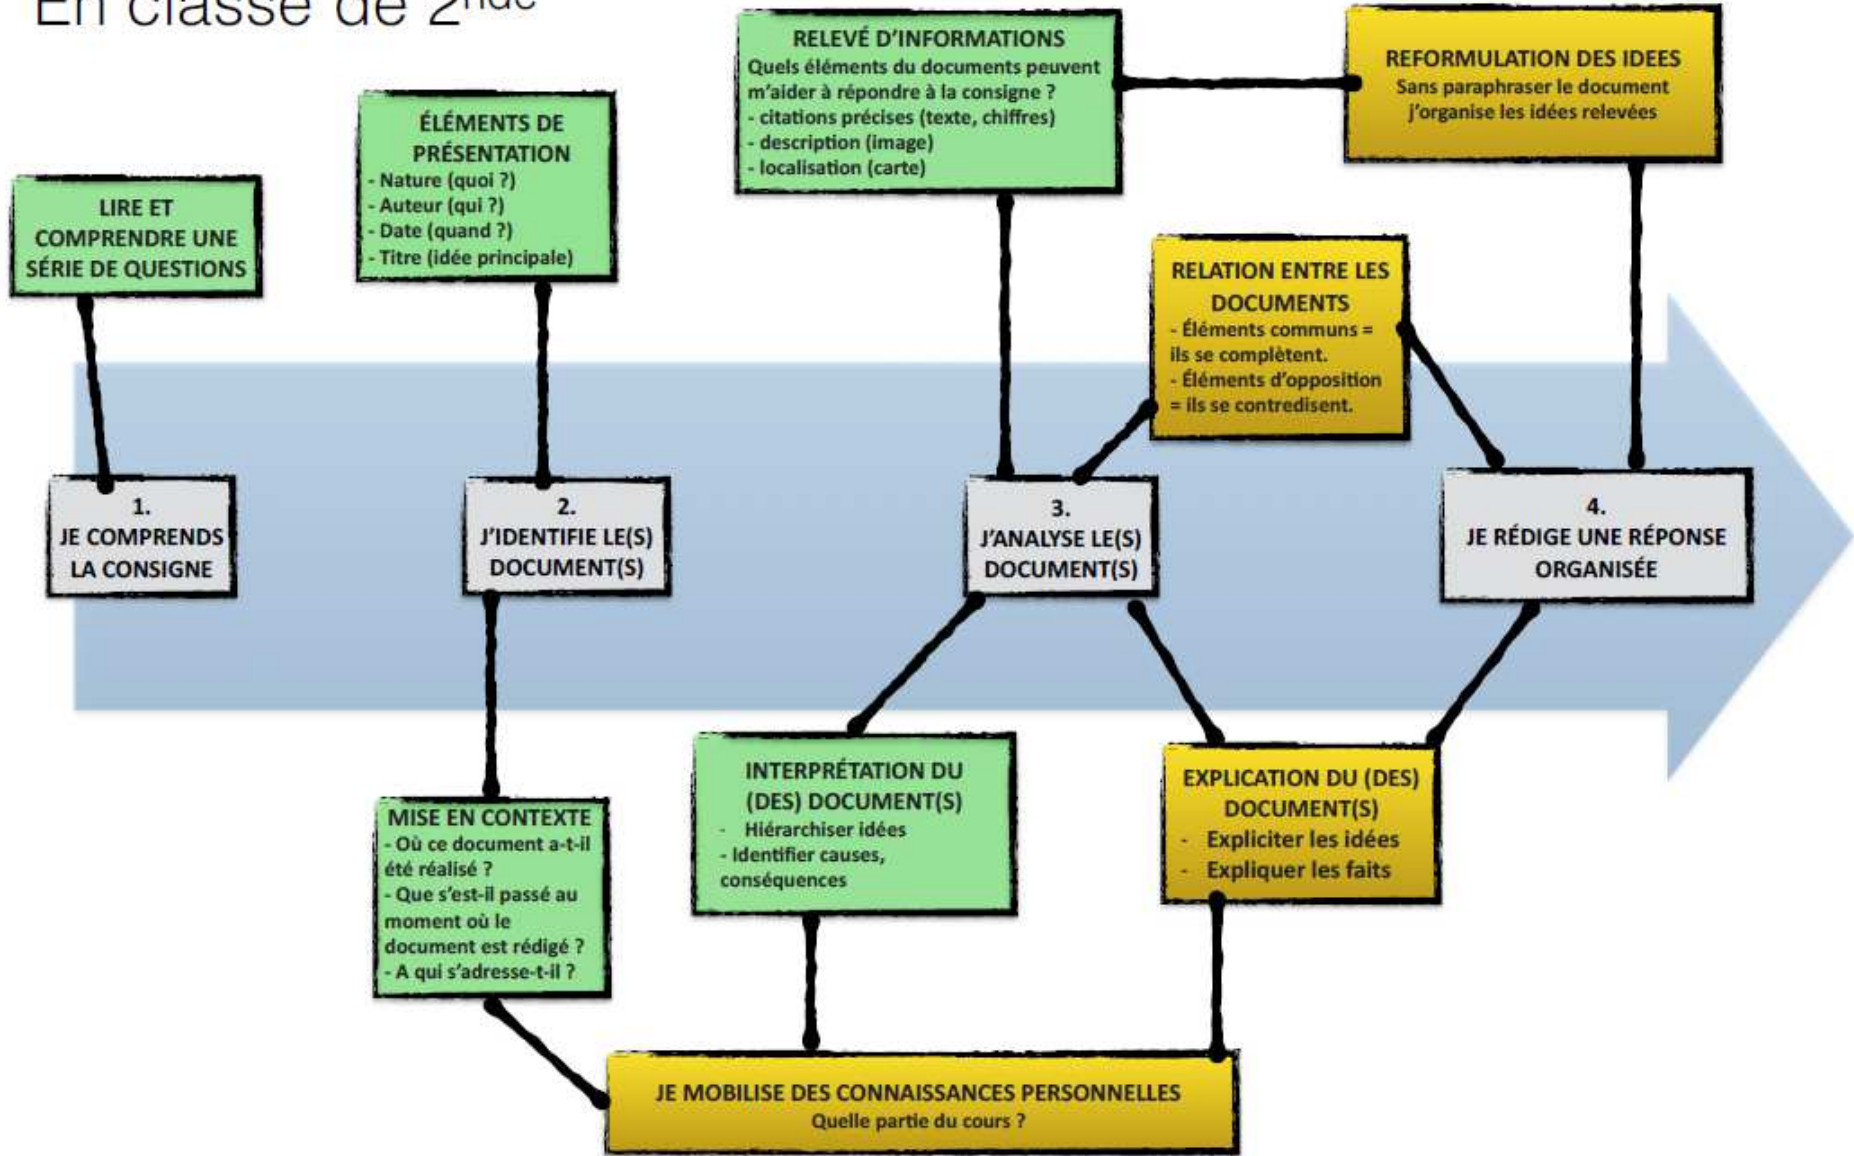 En classe de 2nde
RELEVÉ D'INFORMATIONS
Quels éléments du documents peuvent
m'aider à répondre à la consigne ?
- citations précises (texte, chiffres)
- description (image)
- localisation (carte)
REFORMULATION DES IDEES
Sans paraphraser le document
j'organise les idées relevées
ÉLÉMENTS DE
PRÉSENTATION
- Nature (quoi ?)
- Auteur (qui ?)
- Date (quand ?)
- Titre (idée principale)
LIRE ET
COMPRENDRE UNE
SÉRIE DE QUESTIONS
RELATION ENTRE LES
DOCUMENTS
- Éléments communs =
ils se complètent.
- Éléments d'opposition
= ils se contredisent.
1.
JE COMPRENDS
LA CONSIGNE
2.
J'IDENTIFIE LE(S)
DOCUMENT(S)
3.
J'ANALYSE LE(S)
DOCUMENT(S)
4.
JE RÉDIGE UNE RÉPONSE
ORGANISÉE
MISE EN CONTEXTE
- Où ce document a-t-il
été réalisé ?
- Que s'est-il passé au
moment où le
document est rédigé ?
- A qui s'adresse-t-il ?
INTERPRÉTATION DU
(DES) DOCUMENT(S)
- Hiérarchiser idées
- Identifier causes,
conséquences
EXPLICATION DU (DES)
DOCUMENT(S)
- Expliciter les idées
- Expliquer les faits
JE MOBILISE DES CONNAISSANCES PERSONNELLES
Quelle partie du cours ?